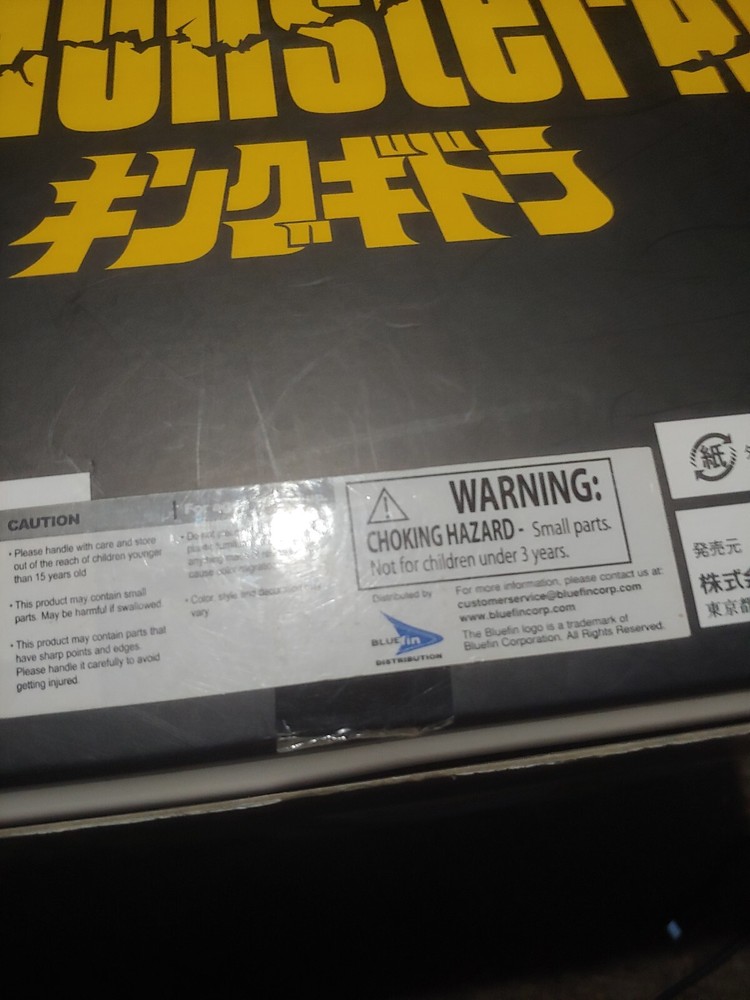 キングギドラ
紙
CAUTION
• Please handle with care and store
out of the reach of children younger
than 15 years old
• This product may contain small
parts. May be harmful if swallowed
• This product may contain parts that
have sharp points and edges.
Please handle it carefully to avoid
getting injured.
For
• Color, style and
vary
WARNING:
CHOKING HAZARD - Small parts.
Not for children under 3 years.
Distributed by
BLUEfin
DISTRIBUTION
For more information, please contact us at:
customerservice@bluefincorp.com
www.bluefincorp.com
The Bluefin logo is a trademark of
Bluefin Corporation. All Rights Reserved.
発売元
株式
東京都